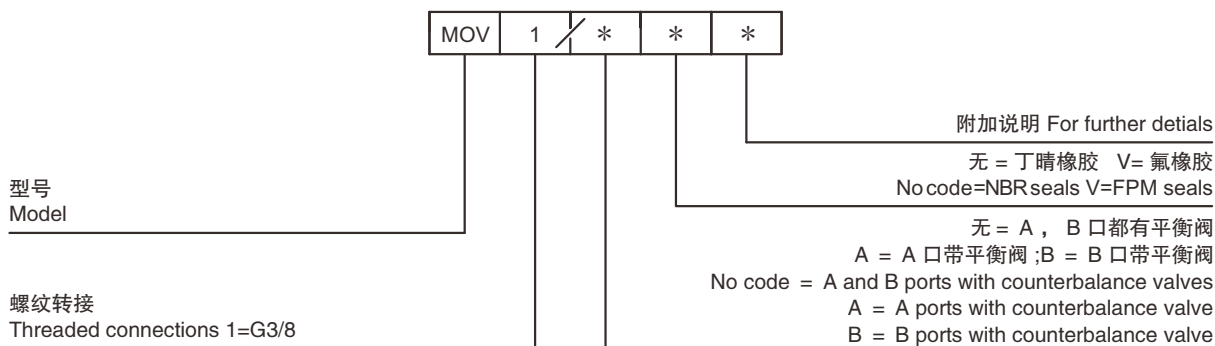 MOV 1 / * * *
附加说明 For further detials
无 = 丁晴橡胶 V= 氟橡胶
No code=NBR seals V=FPM seals
型号
Model
无 = A ， B 口都有平衡阀
A = A 口带平衡阀 ;B = B 口带平衡阀
No code = A and B ports with counterbalance valves
A = A ports with counterbalance valve
B = B ports with counterbalance valve
螺纹转接
Threaded connections 1=G3/8